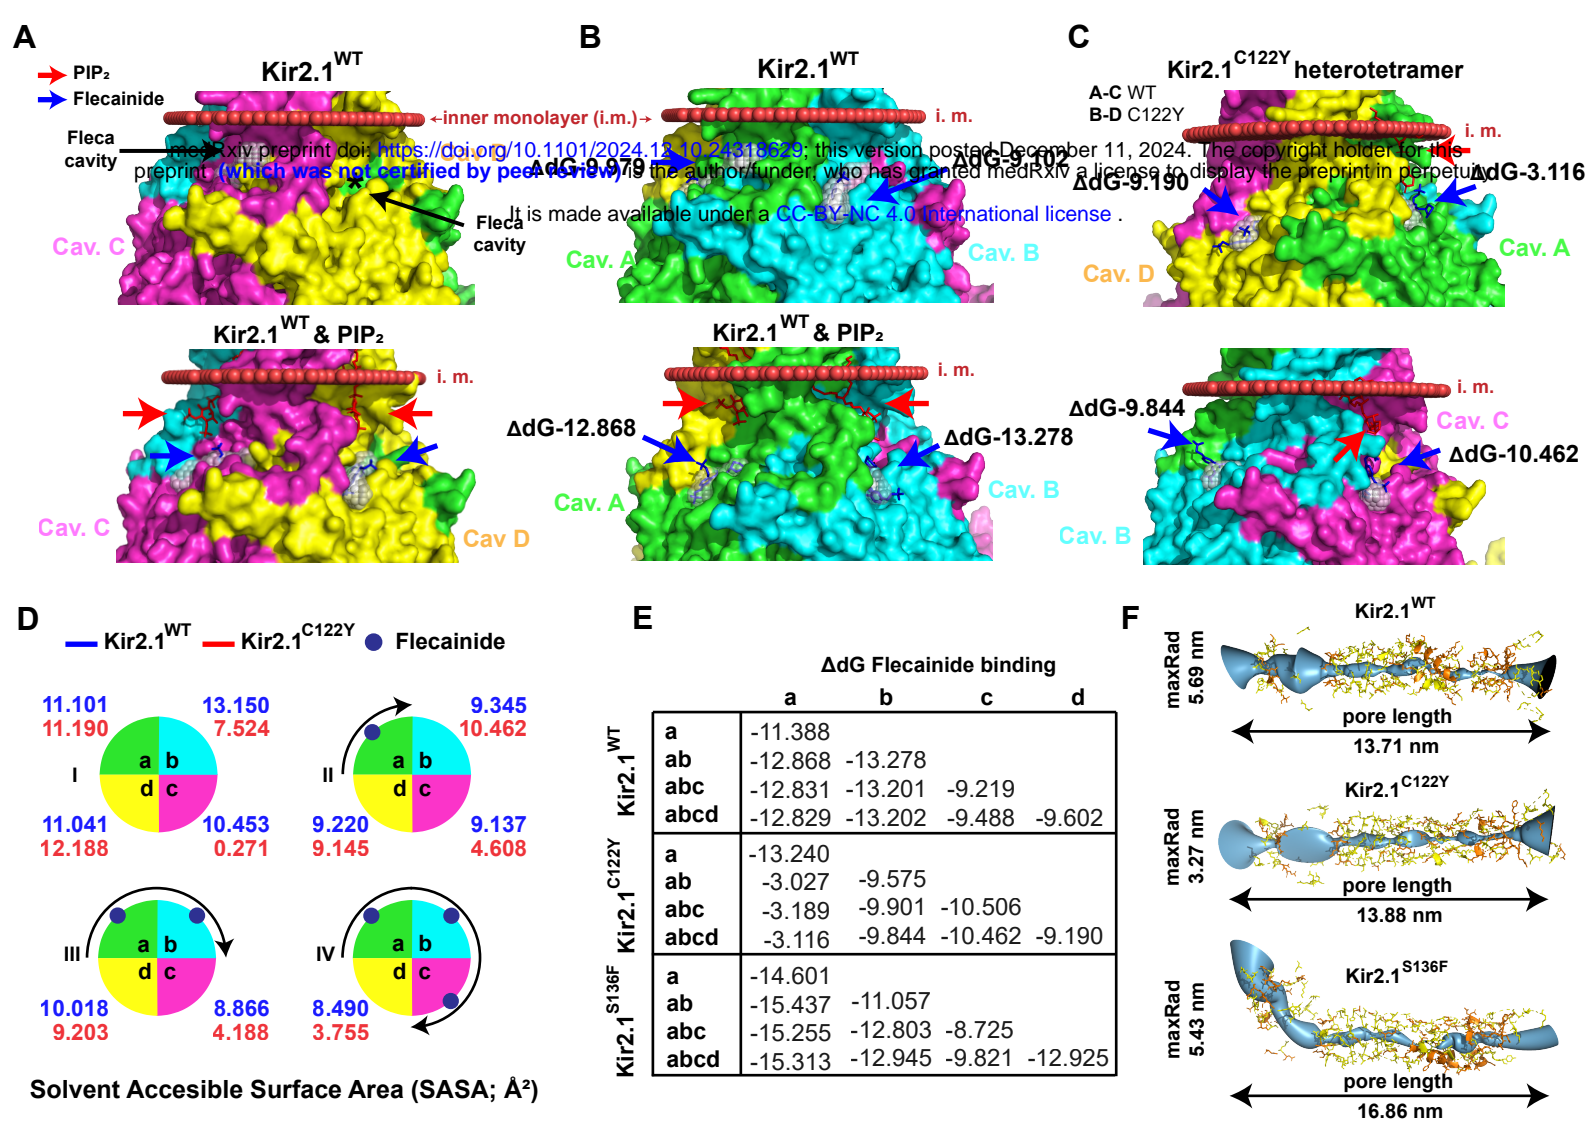 A
B
C
PIP₂
Flecainide
Kir2.1WT
Kir2.1WT
Kir2.1C122Y heterotetramer
A-C WT
B-D C122Y
←inner monolayer (i.m.)→
i. m.
i. m.
Fleca
cavity
medRxiv preprint doi: https://doi.org/10.1101/2024.12.10.24318629; this version posted December 11, 2024. The copyright holder for this
preprint (which was not certified by peer review) is the author/funder, who has granted medRxiv a license to display the preprint in perpetuity.
It is made available under a CC-BY-NC 4.0 International license .
ΔdG-9.979
ΔdG-9.102
ΔdG-9.190
ΔdG-3.116
*
Fleca
cavity
Cav. C
Cav. A
Cav. B
Cav. D
Cav. A
Kir2.1WT & PIP₂
Kir2.1WT & PIP₂
i. m.
i. m.
i. m.
ΔdG-12.868
ΔdG-13.278
ΔdG-9.844
Cav. C
ΔdG-10.462
Cav. C
Cav D
Cav. A
Cav. B
Cav. B
D
Kir2.1WT
Kir2.1C122Y
Flecainide
11.101
11.190
13.150
7.524
I
a b
d c
11.041
12.188
10.453
0.271
9.345
10.462
II
a b
d c
9.220
9.145
9.137
4.608
III
a b
d c
10.018
9.203
8.866
4.188
IV
a b
d c
8.490
3.755
Solvent Accesible Surface Area (SASA; Å²)
E
ΔdG Flecainide binding
a b c d
Kir2.1WT
a -11.388
ab -12.868 -13.278
abc -12.831 -13.201 -9.219
abcd -12.829 -13.202 -9.488 -9.602
Kir2.1C122Y
a -13.240
ab -3.027 -9.575
abc -3.189 -9.901 -10.506
abcd -3.116 -9.844 -10.462 -9.190
Kir2.1S136F
a -14.601
ab -15.437 -11.057
abc -15.255 -12.803 -8.725
abcd -15.313 -12.945 -9.821 -12.925
F
Kir2.1WT
maxRad
5.69 nm
pore length
13.71 nm
Kir2.1C122Y
maxRad
3.27 nm
pore length
13.88 nm
Kir2.1S136F
maxRad
5.43 nm
pore length
16.86 nm